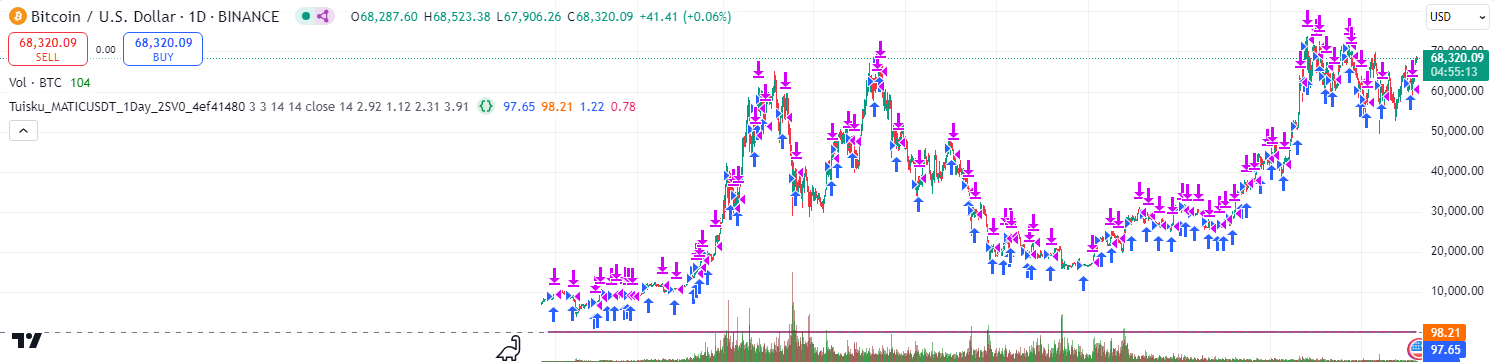 Bitcoin / U.S. Dollar · 1D · BINANCE O68,287.60 H68,523.38 L67,906.26 C68,320.09 +41.41 (+0.06%)
USD
68,320.09
SELL
0.00
68,320.09
BUY
Vol · BTC 104
Tuisku_MATICUSDT_1Day_2SV0_4ef41480 3 3 14 14 close 14 2.92 1.12 2.31 3.91 {} 97.65 98.21 1.22 0.78
70,000.00
68,320.09
04:55:13
60,000.00
50,000.00
40,000.00
30,000.00
20,000.00
10,000.00
98.21
97.65